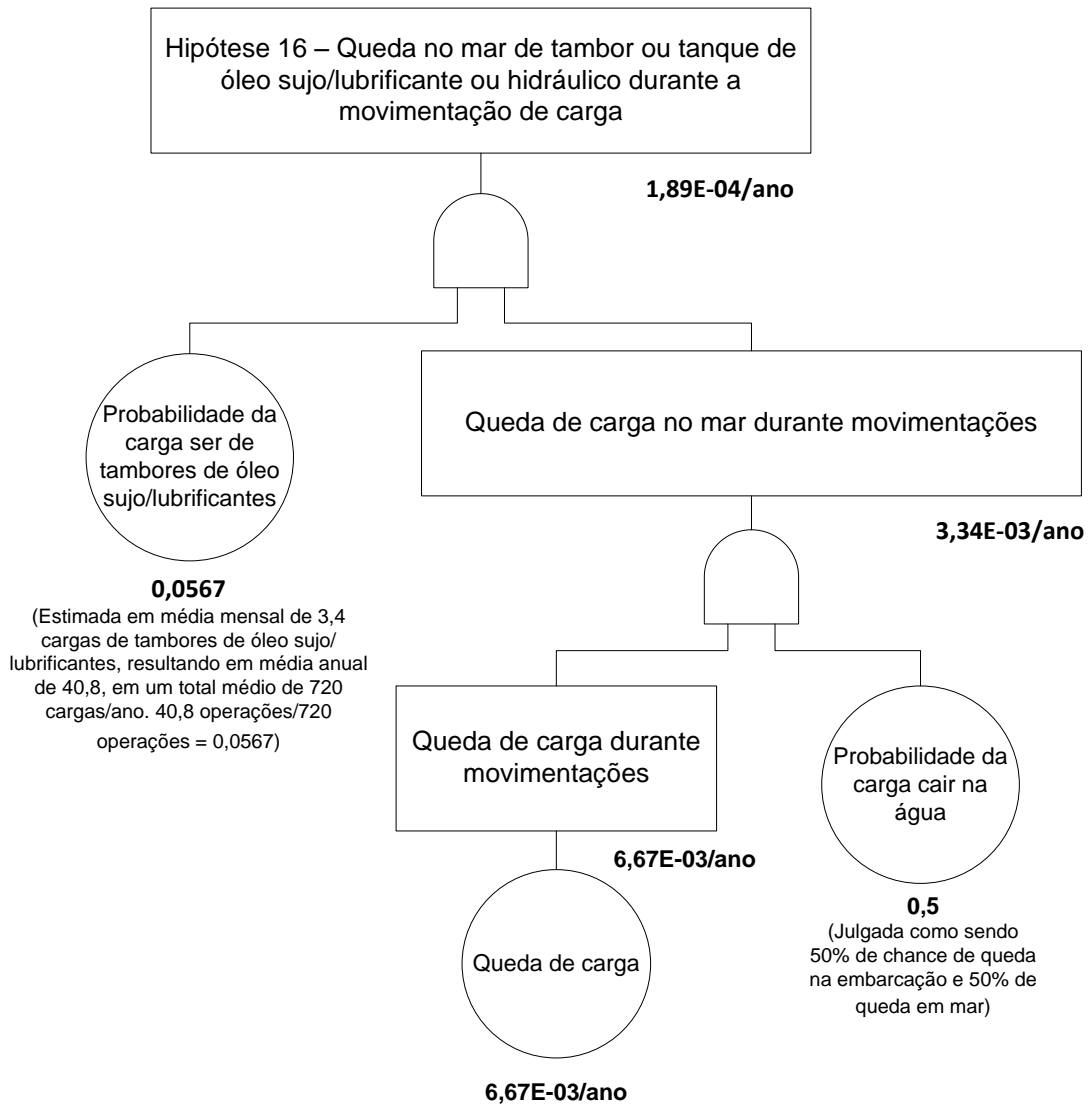 Hipótese 16 – Queda no mar de tambor ou tanque de
óleo sujo/lubrificante ou hidráulico durante a
movimentação de carga
1,89E-04/ano
Probabilidade da
carga ser de
tambores de óleo
sujo/lubrificantes
0,0567
(Estimada em média mensal de 3,4
cargas de tambores de óleo sujo/
lubrificantes, resultando em média anual
de 40,8, em um total médio de 720
cargas/ano. 40,8 operações/720
operações = 0,0567)
Queda de carga no mar durante movimentações
3,34E-03/ano
Queda de carga durante
movimentações
6,67E-03/ano
Queda de carga
6,67E-03/ano
Probabilidade da
carga cair na
água
0,5
(Julgada como sendo
50% de chance de queda
na embarcação e 50% de
queda em mar)